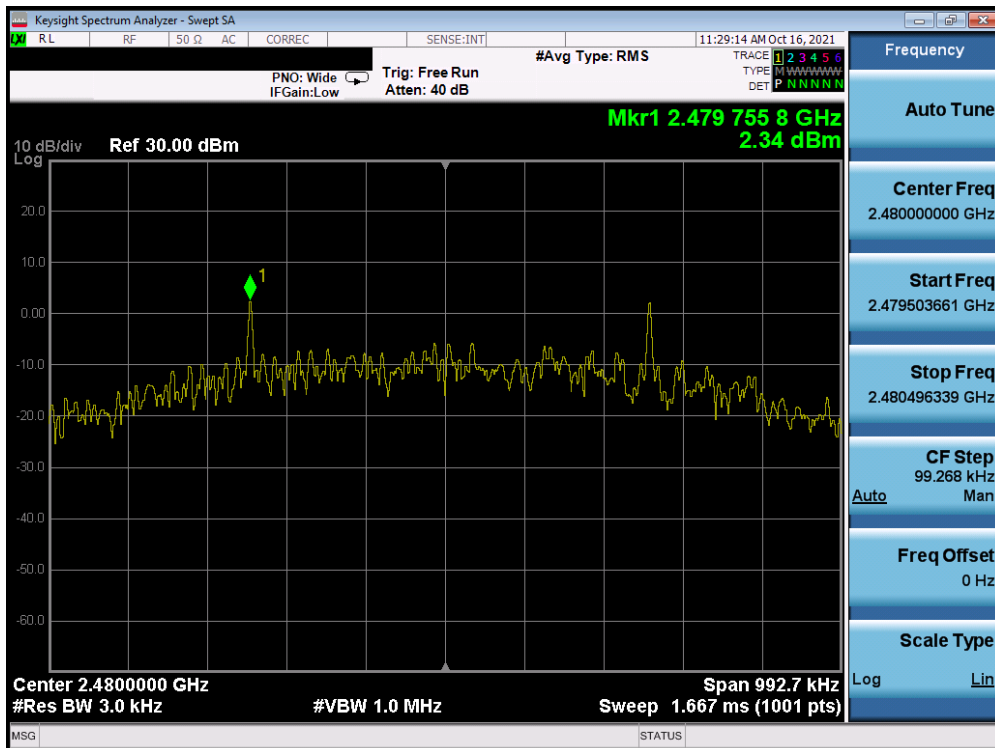 Keysight Spectrum Analyzer - Swept SA
LXI RL RF 50 Ω AC CORREC SENSE:INT 11:29:14 AM Oct 16, 2021
#Avg Type: RMS
TRACE 1 2 3 4 5 6
TYPE M W W W W W
DET P N N N N N
PNO: Wide Trig: Free Run
IFGain:Low Atten: 40 dB
Mkr1 2.479 755 8 GHz
2.34 dBm
10 dB/div Ref 30.00 dBm
Log
20.0
10.0
1
0.00
-10.0
-20.0
-30.0
-40.0
-50.0
-60.0
Center 2.4800000 GHz Span 992.7 kHz
#Res BW 3.0 kHz #VBW 1.0 MHz Sweep 1.667 ms (1001 pts)
MSG STATUS
Frequency
Auto Tune
Center Freq
2.480000000 GHz
Start Freq
2.479503661 GHz
Stop Freq
2.480496339 GHz
CF Step
99.268 kHz
Auto Man
Freq Offset
0 Hz
Scale Type
Log Lin